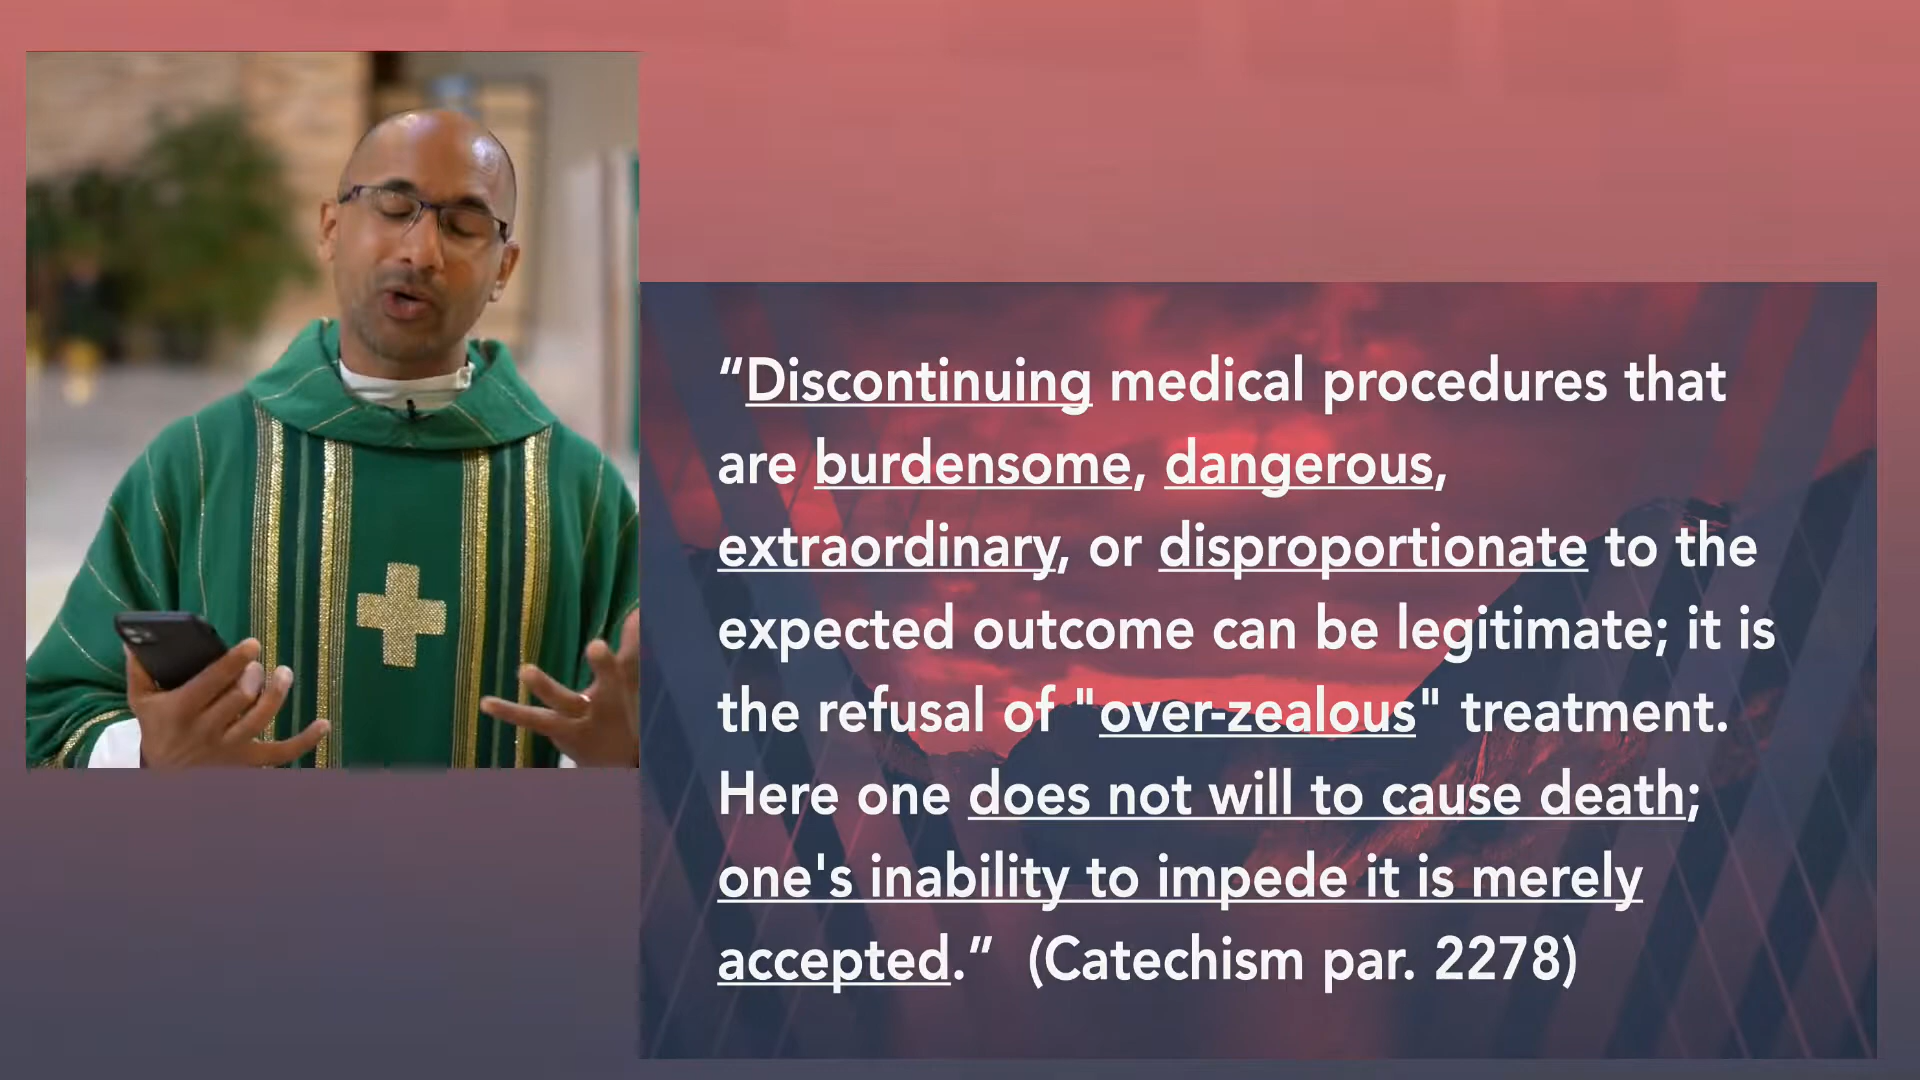 “Discontinuing medical procedures that
are burdensome, dangerous,
extraordinary, or disproportionate to the
expected outcome can be legitimate; it is
the refusal of "over-zealous" treatment.
Here one does not will to cause death;
one's inability to impede it is merely
accepted.” (Catechism par. 2278)